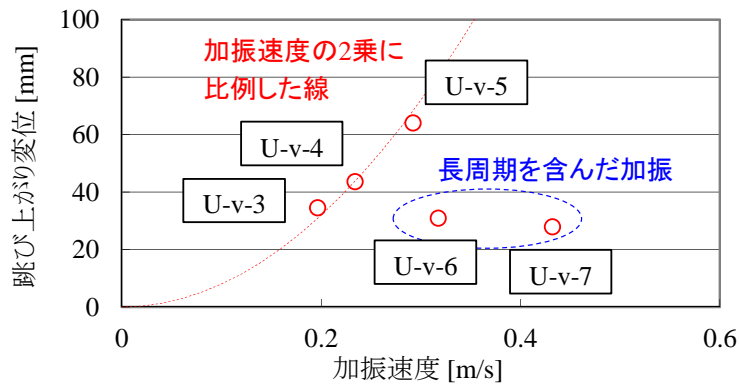 100
80
60
40
20
0
跳び上がり変位 [mm]
加振速度の2乗に
比例した線
U-v-5
U-v-4
U-v-3
長周期を含んだ加振
U-v-6
U-v-7
0
0.2
0.4
0.6
加振速度 [m/s]